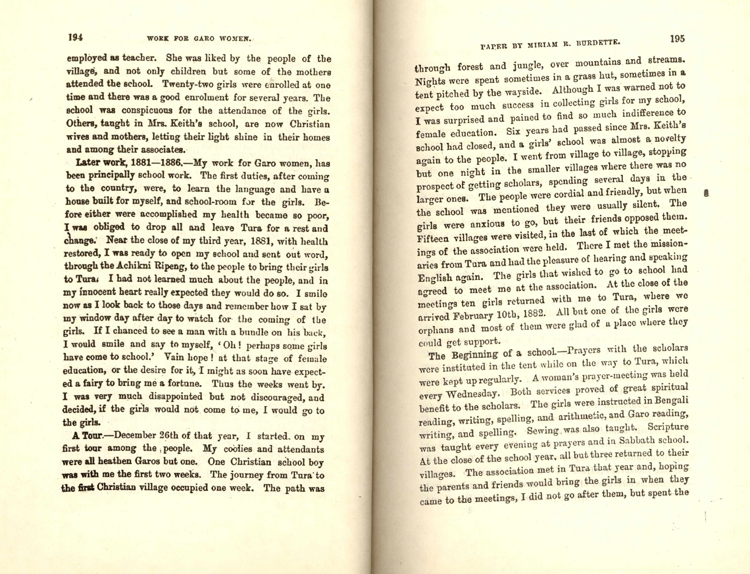 194 WORK FOR GARO WOMEN.
employed as teacher. She was liked by the people of the
village, and not only children but some of the mothers
attended the school. Twenty-two girls were enrolled at one
time and there was a good enrolment for several years. The
school was conspicuous for the attendance of the girls.
Others, taught in Mrs. Keith's school, are now Christian
wives and mothers, letting their light shine in their homes
and among their associates.
Later work, 1881—1886.—My work for Garo women, has
been principally school work. The first duties, after coming
to the country, were, to learn the language and have a
house built for myself, and school-room for the girls. Be-
fore either were accomplished my health became so poor,
I was obliged to drop all and leave Tura for a rest and
change. Near the close of my third year, 1881, with health
restored, I was ready to open my school and sent out word,
through the Achikni Ripeng, to the people to bring their girls
to Tura. I had not learned much about the people, and in
my innocent heart really expected they would do so. I smile
now as I look back to those days and remember how I sat by
my window day after day to watch for the coming of the
girls. If I chanced to see a man with a bundle on his back,
I would smile and say to myself, 'Oh! perhaps some girls
have come to school.' Vain hope! at that stage of female
education, or the desire for it, I might as soon have expect-
ed a fairy to bring me a fortune. Thus the weeks went by.
I was very much disappointed but not discouraged, and
decided, if the girls would not come to me, I would go to
the girls.
A Tour.—December 26th of that year, I started on my
first tour among the people. My coolies and attendants
were all heathen Garos but one. One Christian school boy
was with me the first two weeks. The journey from Tura to
the first Christian village occupied one week. The path was
PAPER BY MIRIAM R. BURDETTE. 195
through forest and jungle, over mountains and streams.
Nights were spent sometimes in a grass hut, sometimes in a
tent pitched by the wayside. Although I was warned not to
expect too much success in collecting girls for my school,
I was surprised and pained to find so much indifference to
female education. Six years had passed since Mrs. Keith's
school had closed, and a girls' school was almost a novelty
again to the people. I went from village to village, stopping
but one night in the smaller villages where there was no
prospect of getting scholars, spending several days in the
larger ones. The people were cordial and friendly, but when
the school was mentioned they were usually silent. The
girls were anxious to go, but their friends opposed them.
Fifteen villages were visited, in the last of which the meet-
ings of the association were held. There I met the mission-
aries from Tura and had the pleasure of hearing and speaking
English again. The girls that wished to go to school had
agreed to meet me at the association. At the close of the
meetings ten girls returned with me to Tura, where we
arrived February 10th, 1882. All but one of the girls were
orphans and most of them were glad of a place where they
could get support.
The Beginning of a school.—Prayers with the scholars
were instituted in the tent while on the way to Tura, which
were kept up regularly. A woman's prayer-meeting was held
every Wednesday. Both services proved of great spiritual
benefit to the scholars. The girls were instructed in Bengali
reading, writing, spelling, and arithmetic, and Garo reading,
writing, and spelling. Sewing was also taught. Scripture
was taught every evening at prayers and in Sabbath school.
At the close of the school year, all but three returned to their
villages. The association met in Tura that year and, hoping
the parents and friends would bring the girls in when they
came to the meetings, I did not go after them, but spent the